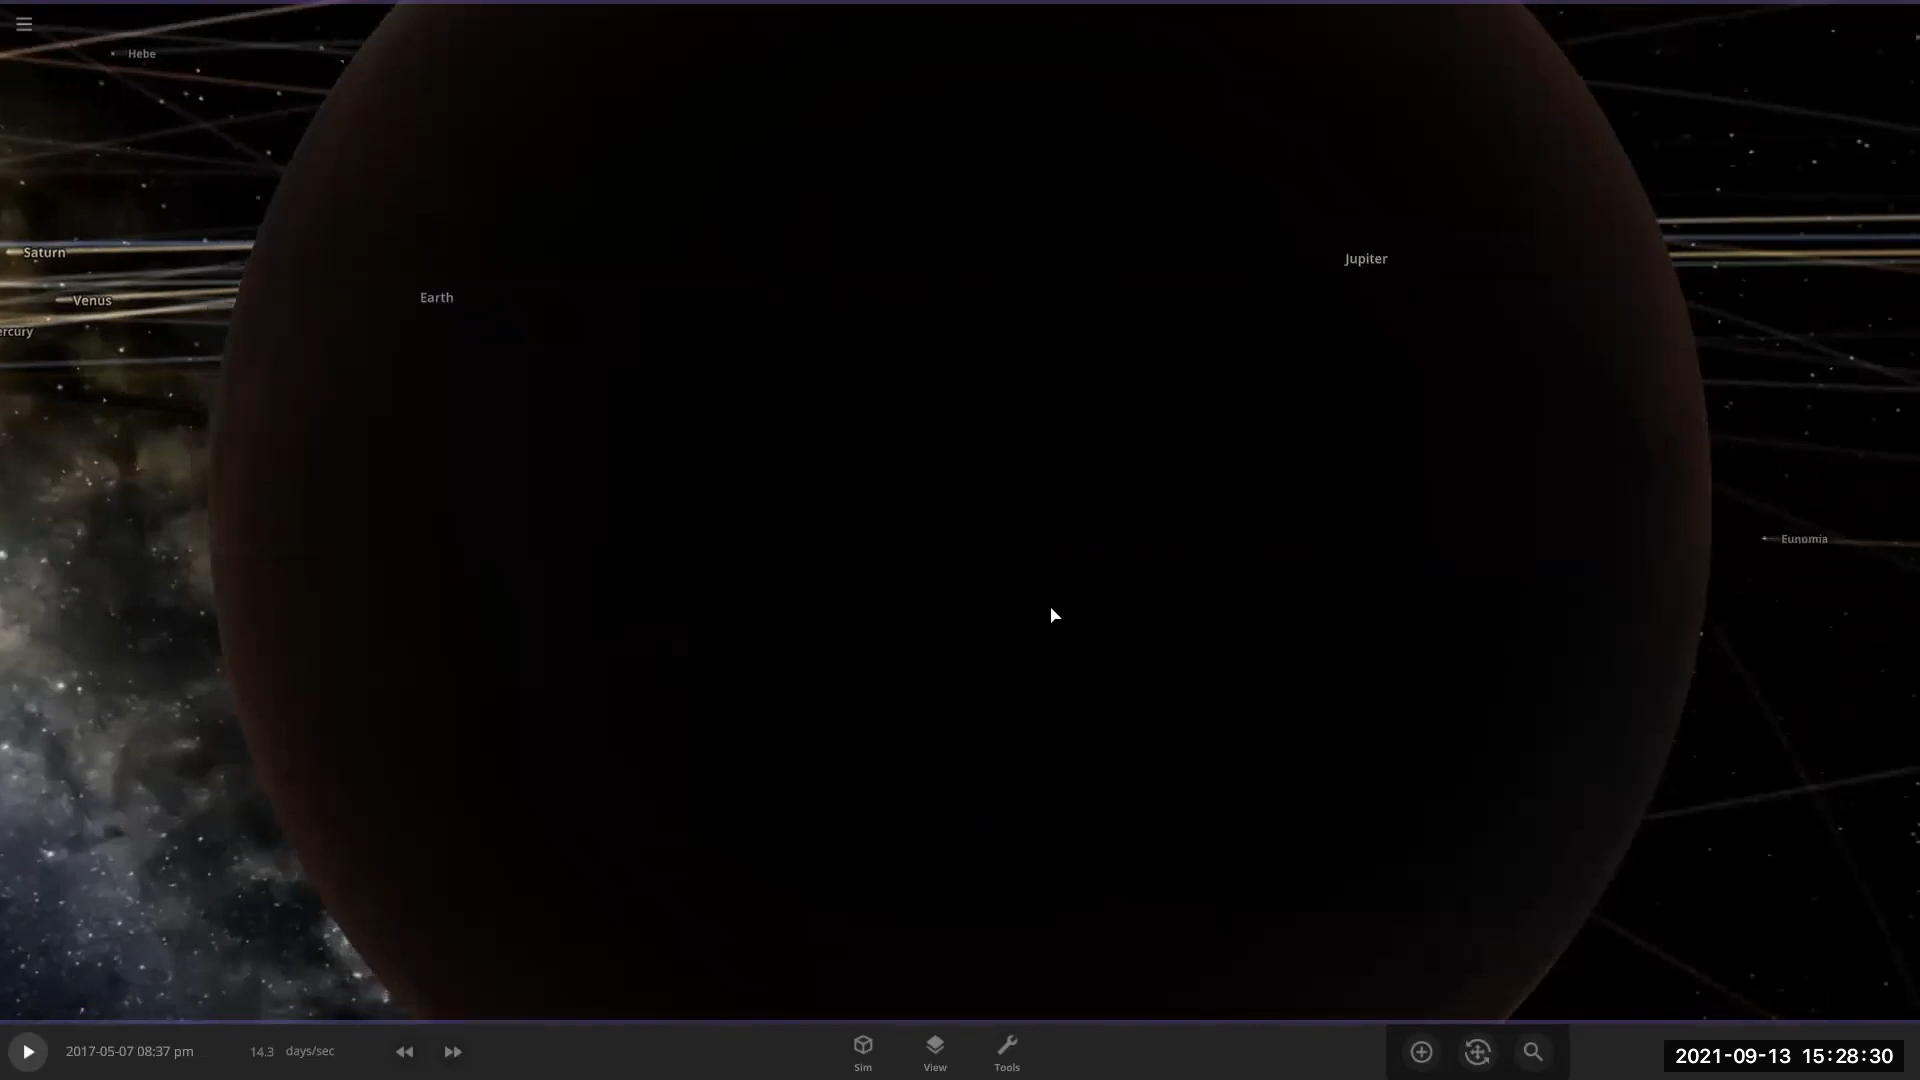 Hebe
Saturn
Jupiter
Earth
Venus
ercury
Eunomia
2017-05-07 08:37 pm
14.3 days/sec
Sim
View
Tools
2021-09-13 15:28:30